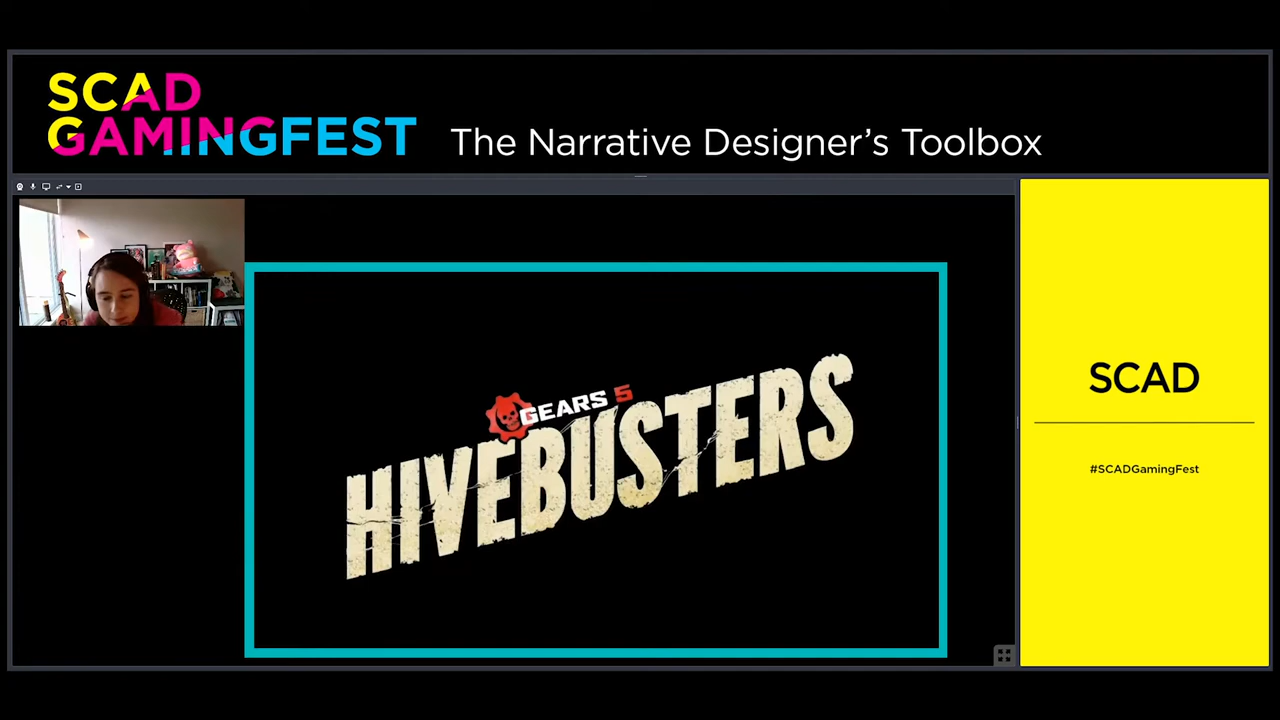 SCAD
GAMINGFEST
The Narrative Designer's Toolbox
GEARS 5
HIVEBUSTERS
SCAD
#SCADGamingFest